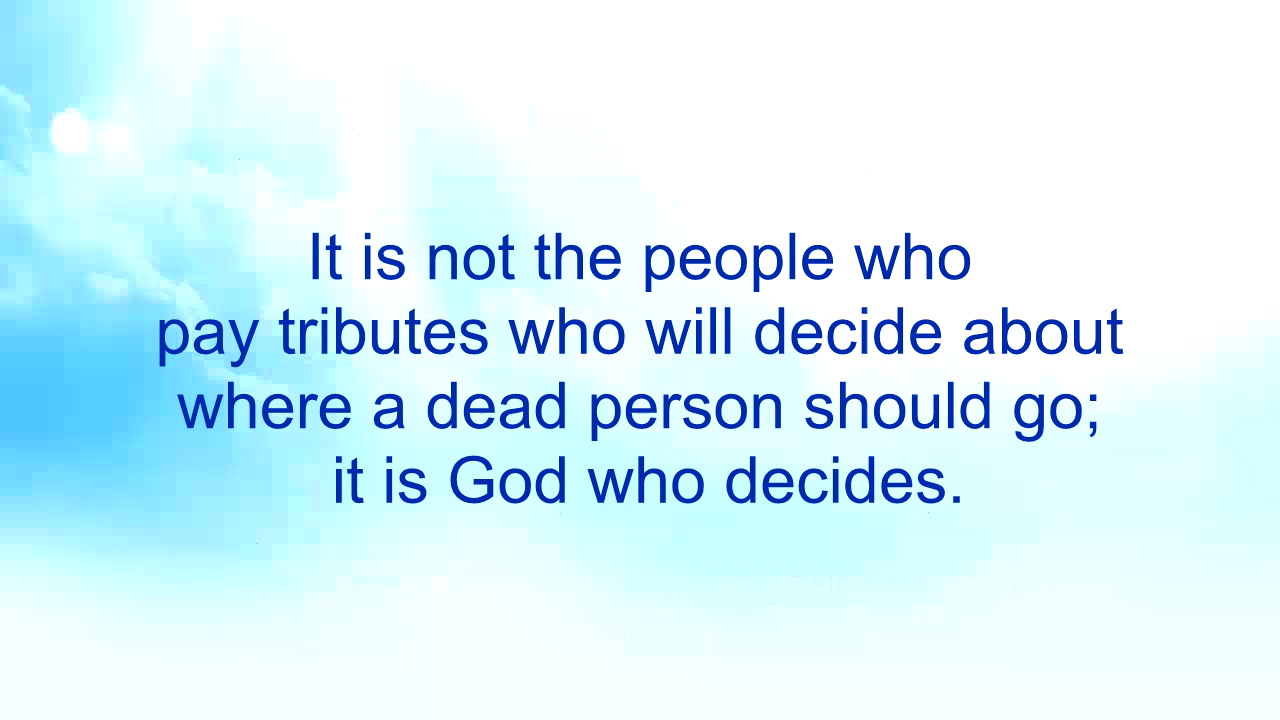 It is not the people who
pay tributes who will decide about
where a dead person should go;
it is God who decides.